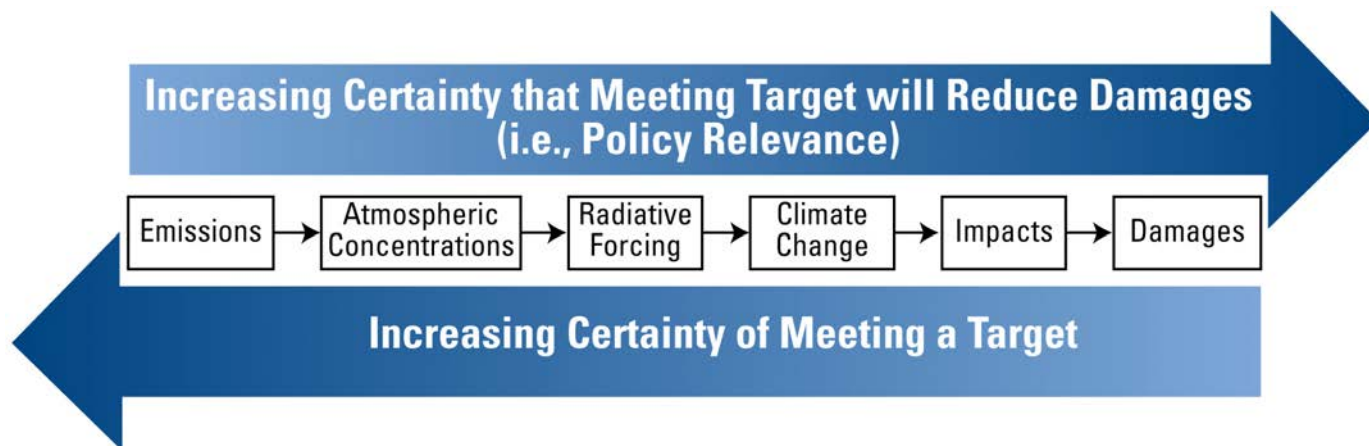 Increasing Certainty that Meeting Target will Reduce Damages
(i.e., Policy Relevance)
Emissions
Atmospheric
Concentrations
Radiative
Forcing
Climate
Change
Impacts
Damages
Increasing Certainty of Meeting a Target